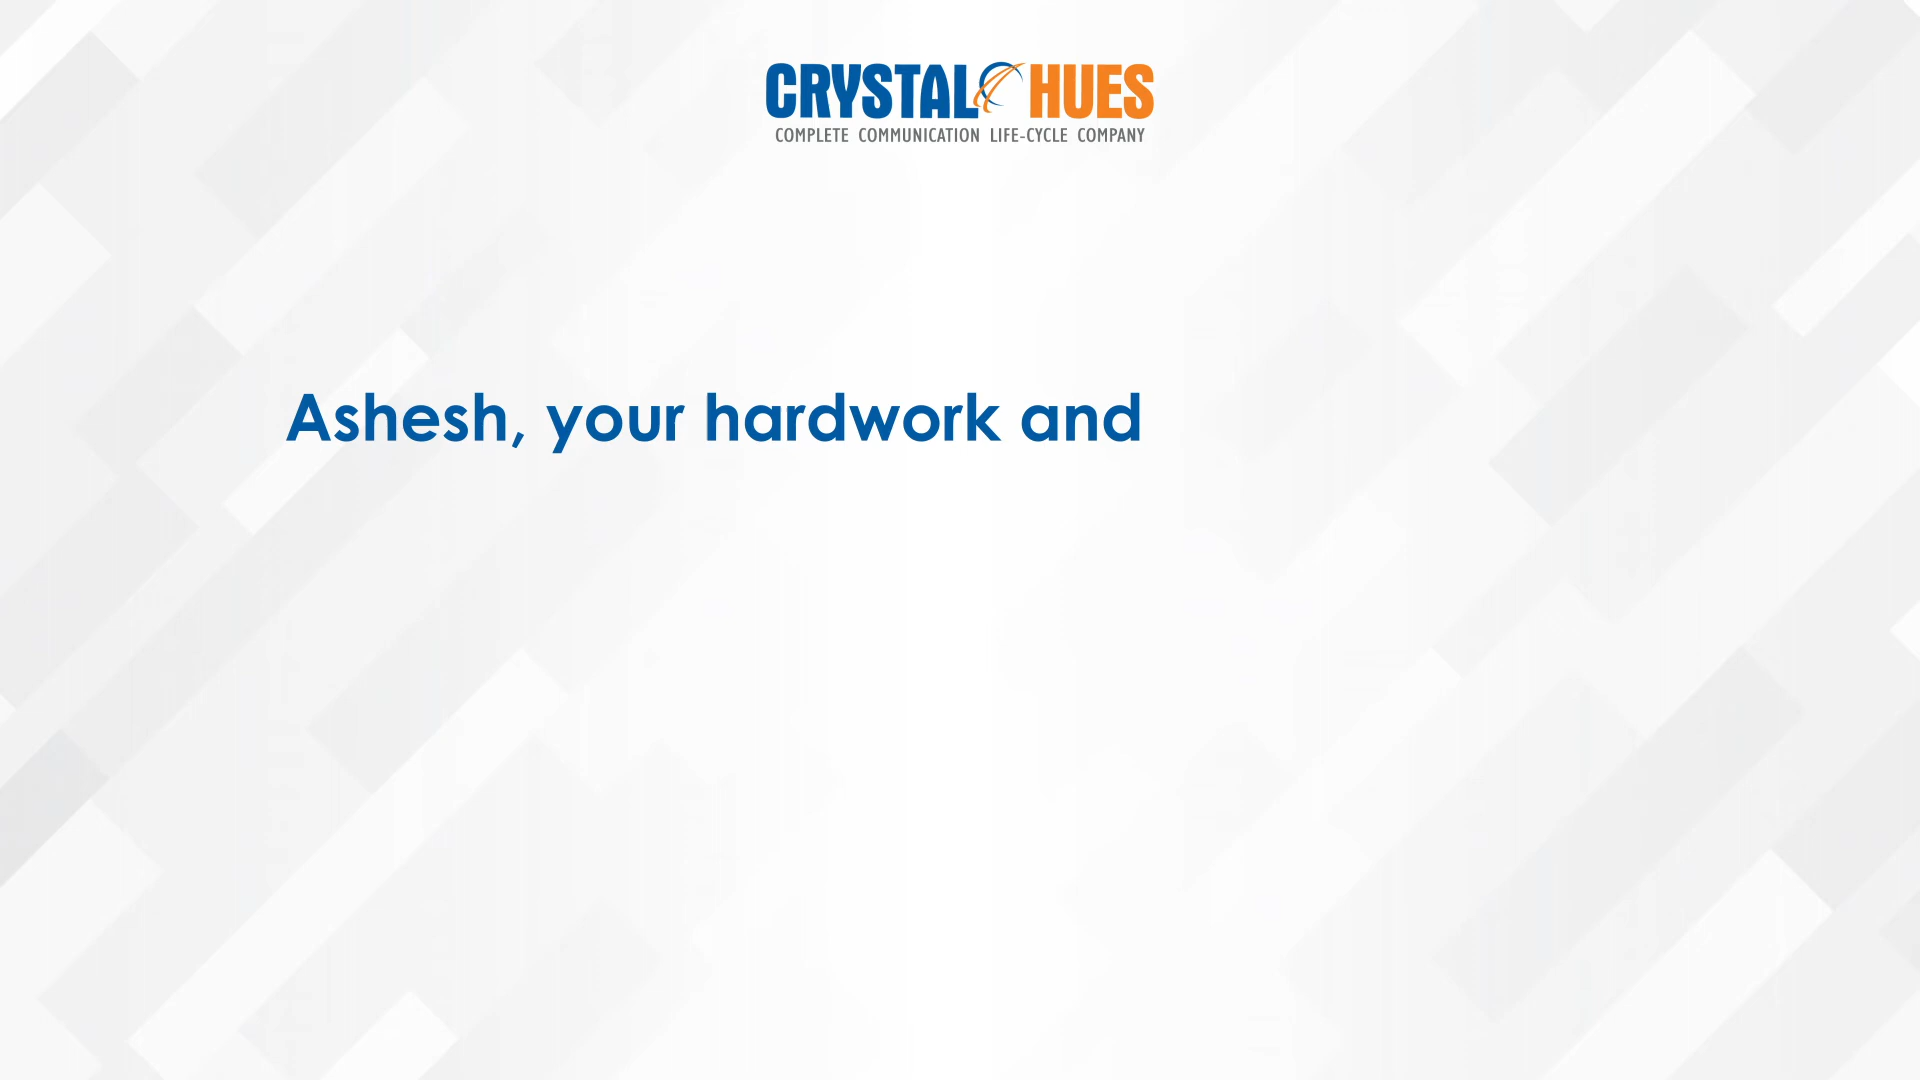 CRYSTAL HUES
COMPLETE COMMUNICATION LIFE-CYCLE COMPANY
Ashesh, your hardwork and